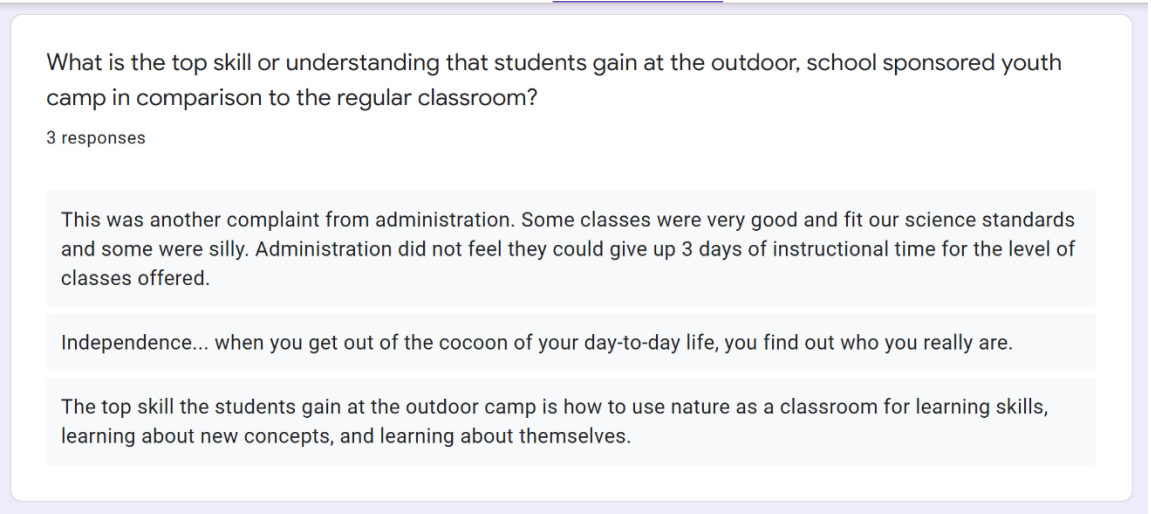 What is the top skill or understanding that students gain at the outdoor, school sponsored youth
camp in comparison to the regular classroom?
3 responses
This was another complaint from administration. Some classes were very good and fit our science standards
and some were silly. Administration did not feel they could give up 3 days of instructional time for the level of
classes offered.
Independence... when you get out of the cocoon of your day-to-day life, you find out who you really are.
The top skill the students gain at the outdoor camp is how to use nature as a classroom for learning skills,
learning about new concepts, and learning about themselves.